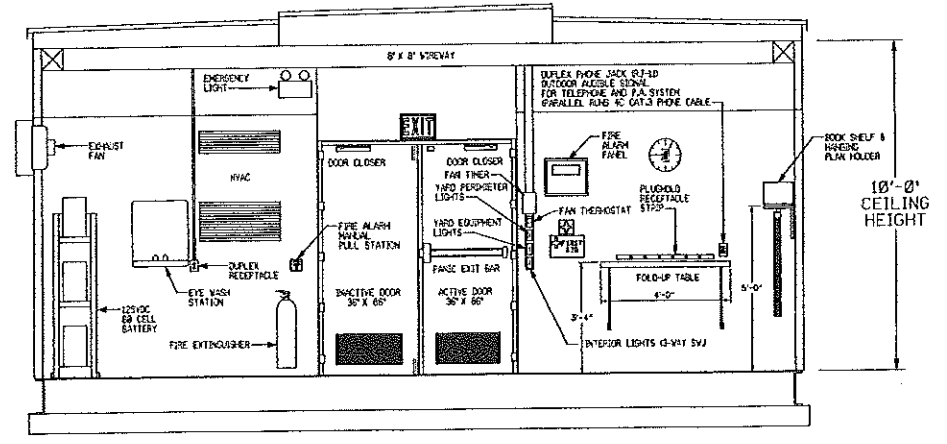 8" X 8" WIREWAY
EMERGENCY
LIGHT
DUPLEX PHONE JACK (RJ-11)
OUTDOOR AUDIBLE SIGNAL
FOR TELEPHONE AND P.A. SYSTEM
(PARALLEL RUNS 4C CAT.3 PHONE CABLE)
EXIT
EXHAUST
FAN
HVAC
DOOR CLOSER
DOOR CLOSER
FAN TIMER
YARD PERIMETER
LIGHTS
FIRE
ALARM
PANEL
BOOK SHELF &
HANGING
PLAN HOLDER
10'-0"
CEILING
HEIGHT
PLUGMOLD
RECEPTACLE
STRIP
FAN THERMOSTAT
FIRE ALARM
MANUAL
PULL STATION
YARD EQUIPMENT
LIGHTS
FIRST
AID
DUPLEX
RECEPTACLE
EYE WASH
STATION
PANIC EXIT BAR
FOLD-UP TABLE
4'-0"
5'-0"
INACTIVE DOOR
36" X 86"
ACTIVE DOOR
36" X 86"
3'-4"
125VDC
60 CELL
BATTERY
FIRE EXTINGUISHER
INTERIOR LIGHTS (3-WAY SW.)